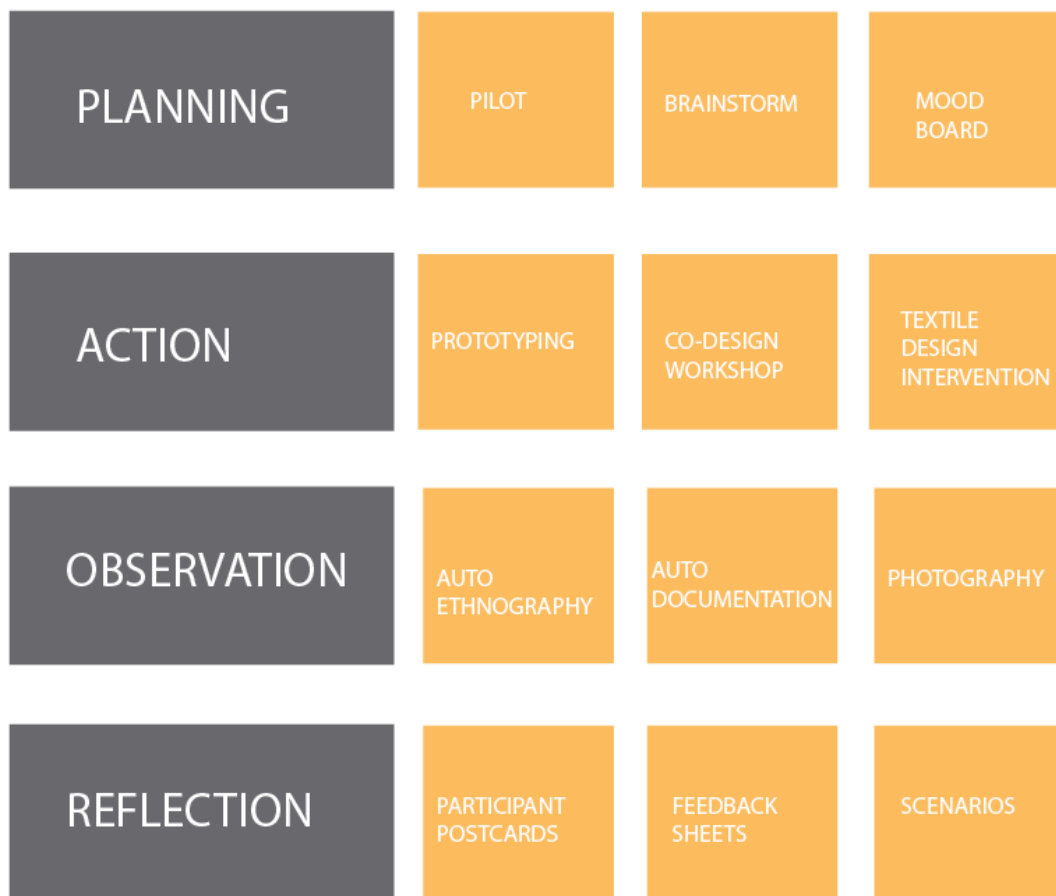 PLANNING
PILOT
BRAINSTORM
MOOD
BOARD
ACTION
PROTOTYPING
CO-DESIGN
WORKSHOP
TEXTILE
DESIGN
INTERVENTION
OBSERVATION
AUTO
ETHNOGRAPHY
AUTO
DOCUMENTATION
PHOTOGRAPHY
REFLECTION
PARTICIPANT
POSTCARDS
FEEDBACK
SHEETS
SCENARIOS